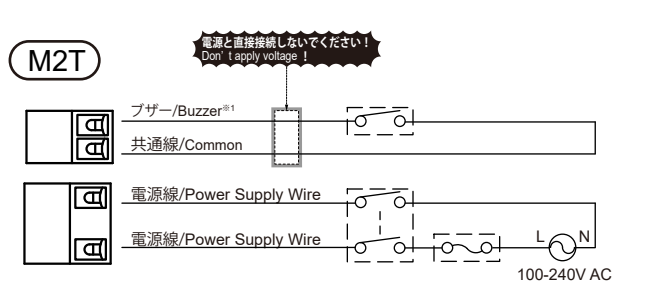 電源と直接接続しないでください！
Don't apply voltage！
M2T
ブザー/Buzzer※1
共通線/Common
電源線/Power Supply Wire
電源線/Power Supply Wire
L N
100-240V AC